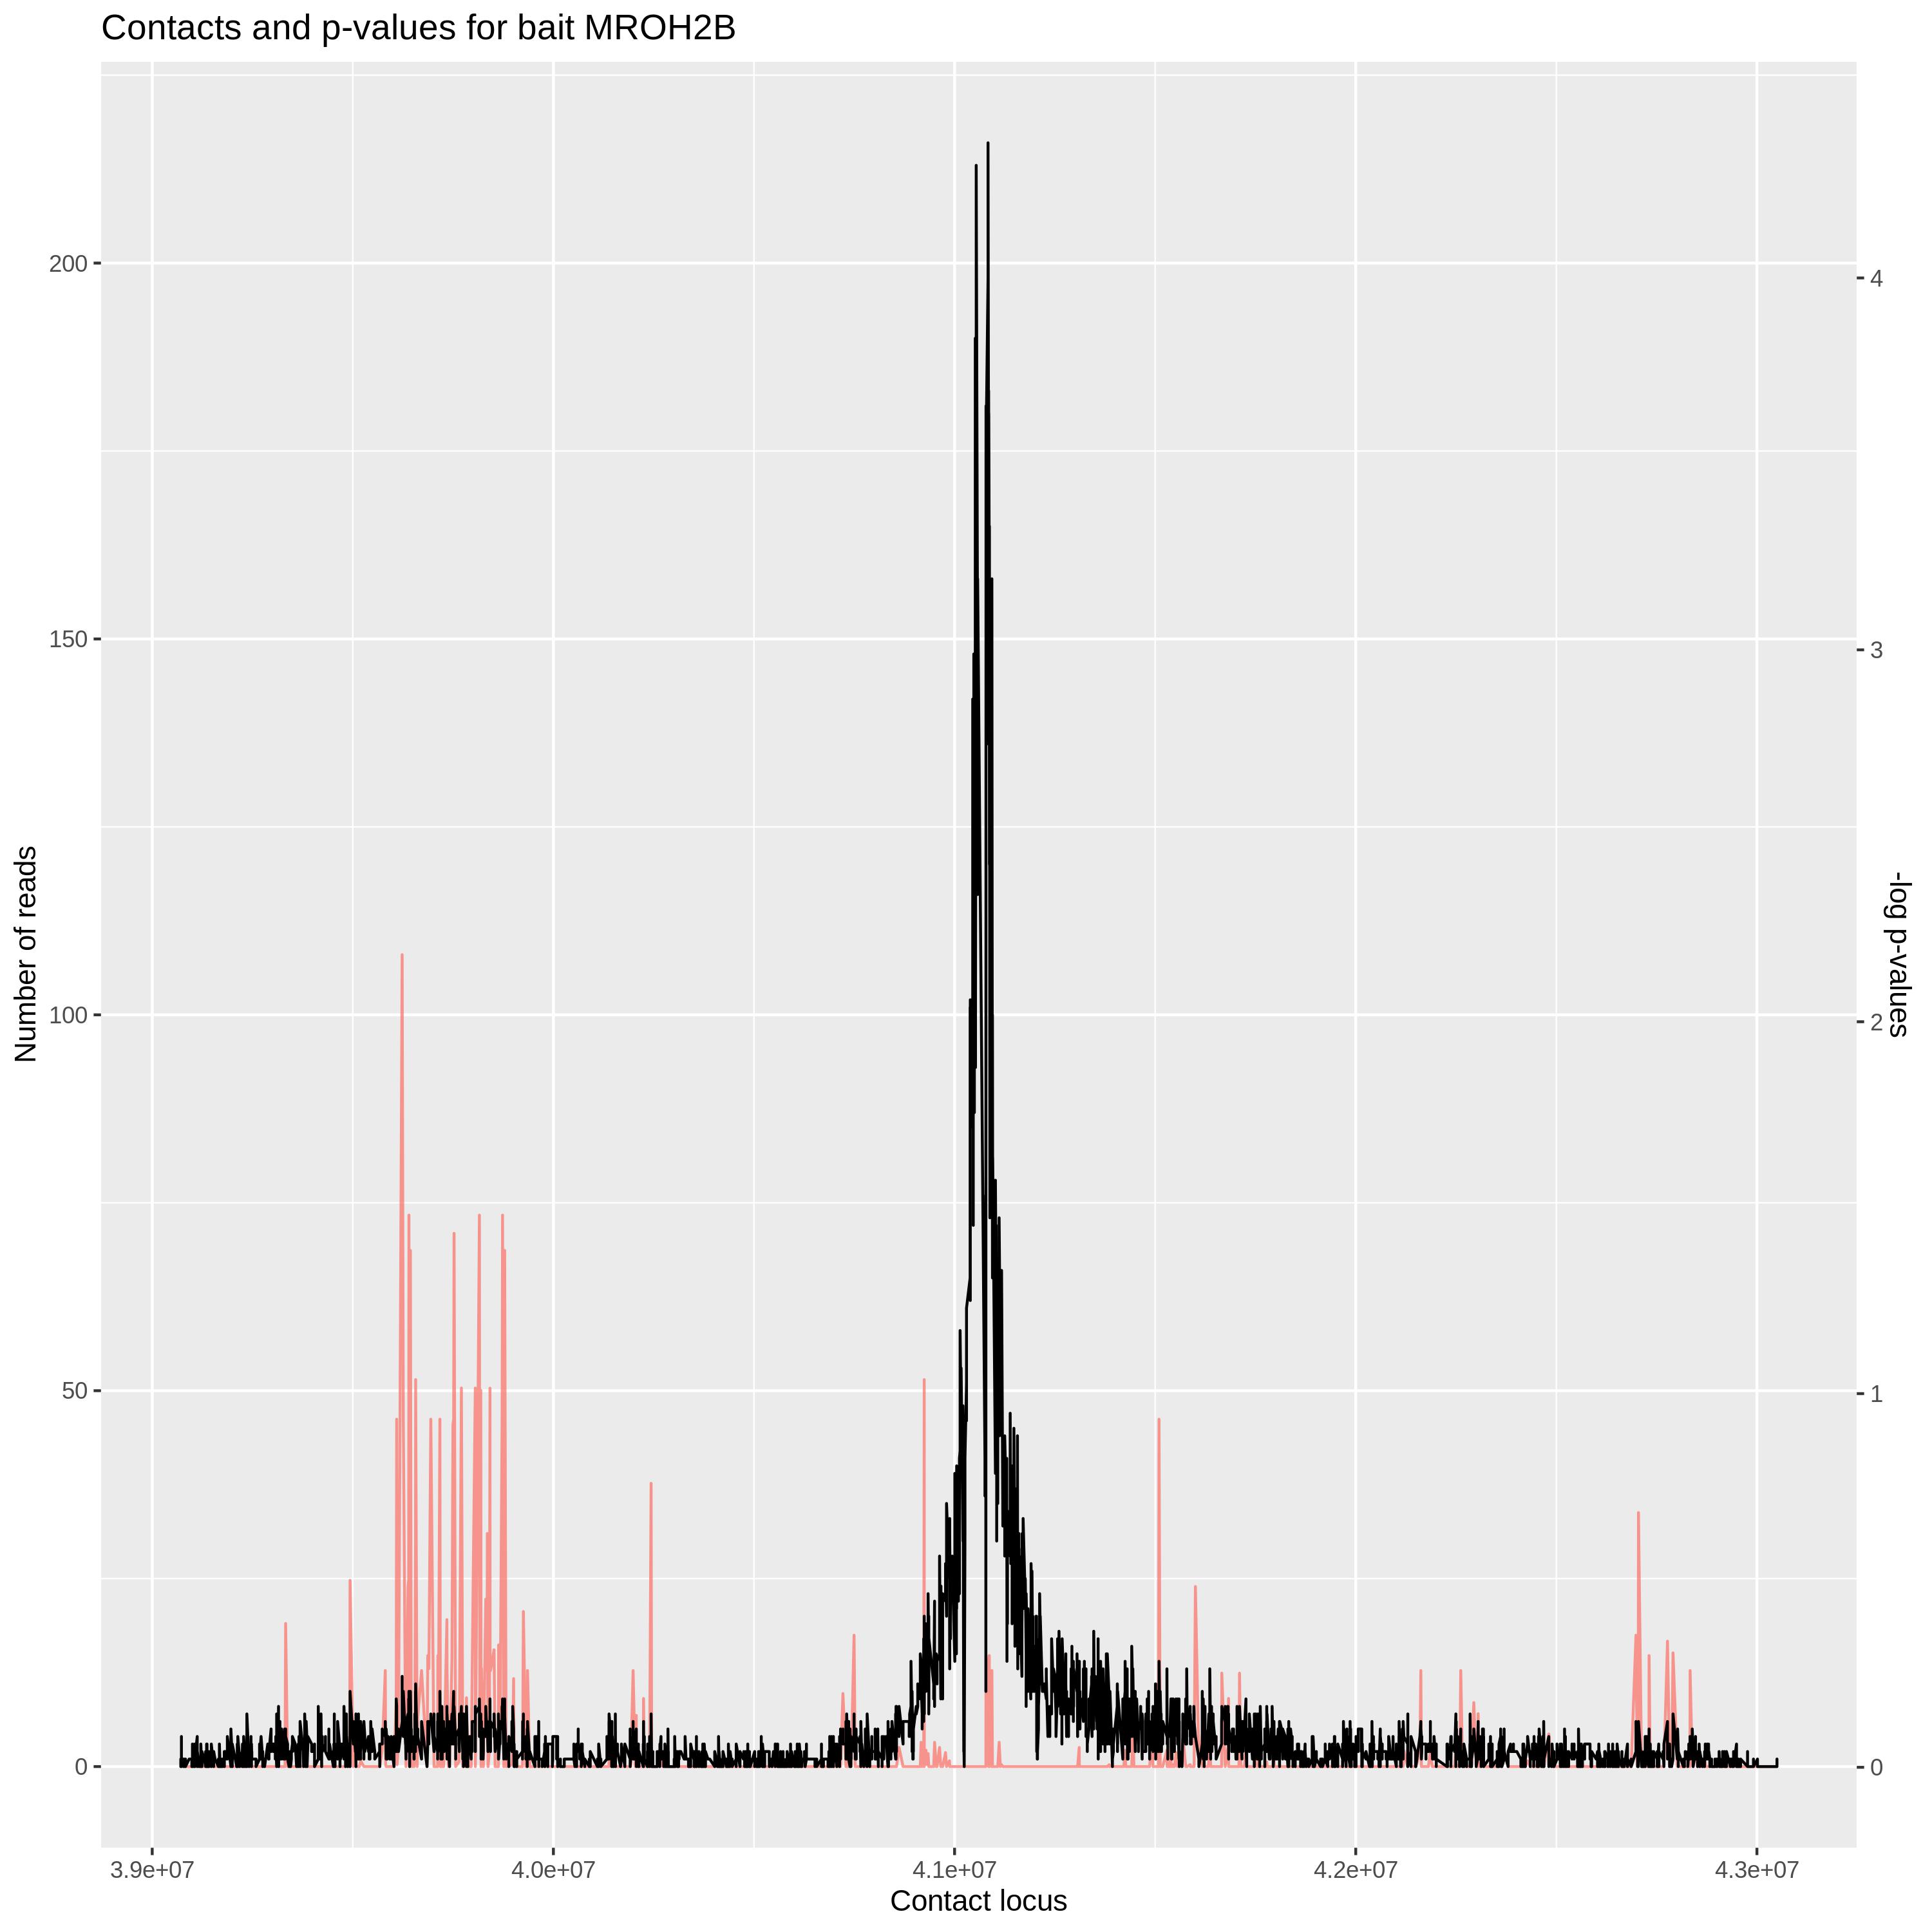 Contacts and p-values for bait MROH2B
200
150
100
50
0
4
3
2
1
0
Number of reads
-log p-values
3.9e+07
4.0e+07
4.1e+07
4.2e+07
4.3e+07
Contact locus